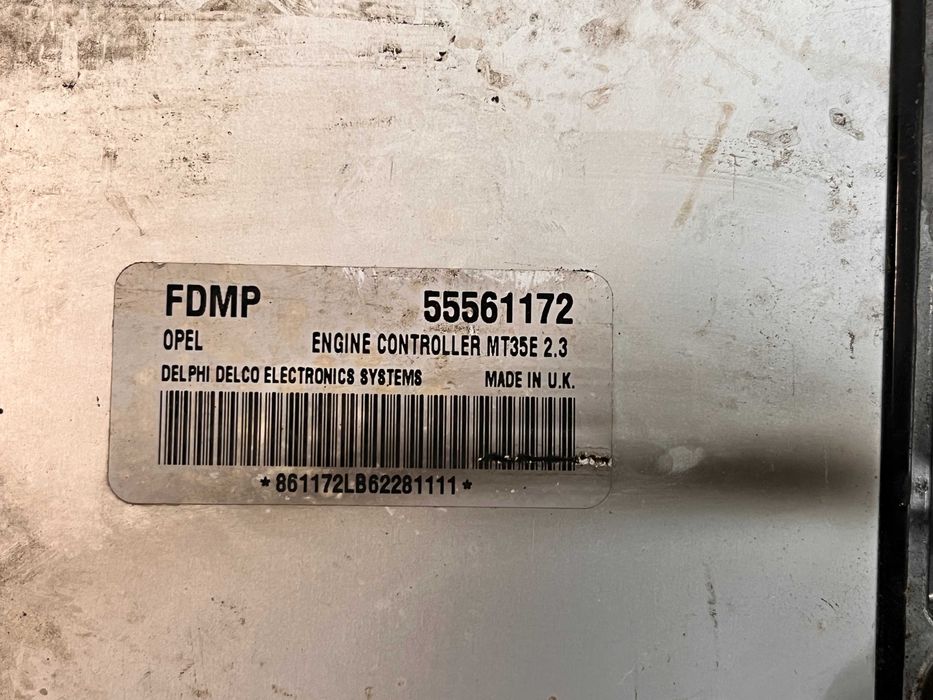 FDMP 55561172
OPEL ENGINE CONTROLLER MT35E 2.3
DELPHI DELCO ELECTRONICS SYSTEMS MADE IN U.K.
*861172LB62281111*